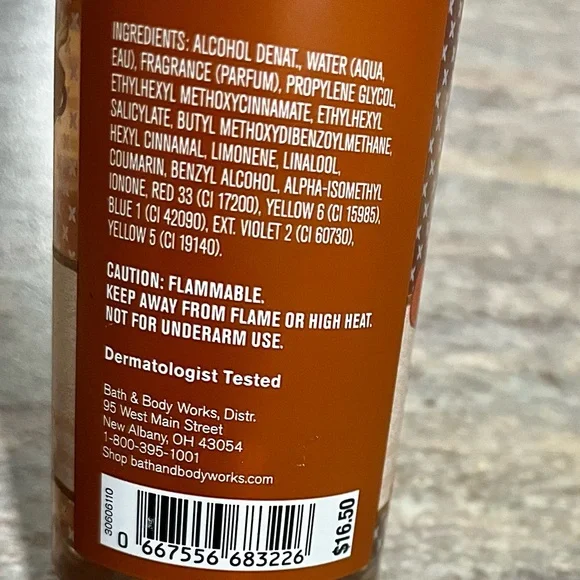 INGREDIENTS: ALCOHOL DENAT., WATER (AQUA,
EAU), FRAGRANCE (PARFUM), PROPYLENE GLYCOL,
ETHYLHEXYL METHOXYCINNAMATE, ETHYLHEXYL
SALICYLATE, BUTYL METHOXYDIBENZOYLMETHANE,
HEXYL CINNAMAL, LIMONENE, LINALOOL,
COUMARIN, BENZYL ALCOHOL, ALPHA-ISOMETHYL
IONONE, RED 33 (CI 17200), YELLOW 6 (CI 15985),
BLUE 1 (CI 42090), EXT. VIOLET 2 (CI 60730),
YELLOW 5 (CI 19140).
CAUTION: FLAMMABLE.
KEEP AWAY FROM FLAME OR HIGH HEAT.
NOT FOR UNDERARM USE.
Dermatologist Tested
Bath & Body Works, Distr.
95 West Main Street
New Albany, OH 43054
1-800-395-1001
Shop bathandbodyworks.com
30606110
0 667556 683226
$16.50